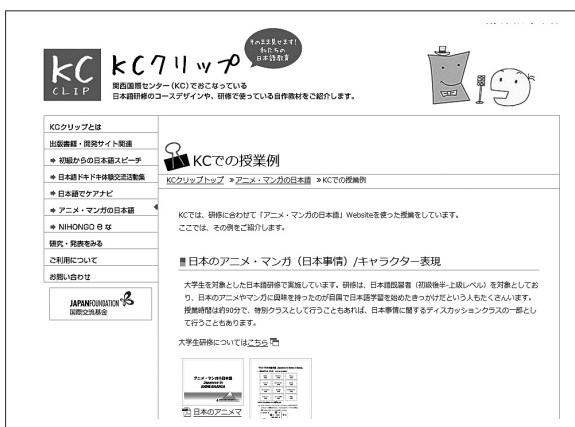 そのまま見せます!
私たちの
日本語教育
KC
CLIP
KCクリップ
関西国際センター(KC)でおこなっている
日本語研修のコースデザインや、研修で使っている自作教材をご紹介します。
KCクリップとは
出版書籍・開発サイト関連
初級からの日本語スピーチ
日本語ドキドキ体験交流活動集
日本語でケアナビ
アニメ・マンガの日本語
NIHONGO e な
研究・発表をみる
ご利用について
お問い合わせ
JAPANFOUNDATION
国際交流基金
KCでの授業例
KCクリップトップ »アニメ・マンガの日本語 »KCでの授業例
KCでは、研修に合わせて「アニメ・マンガの日本語」Websiteを使った授業をしています。
ここでは、その例をご紹介します。
日本のアニメ・マンガ(日本事情)/キャラクター表現
大学生を対象とした日本語研修で実施しています。研修は、日本語既習者(初級後半-上級レベル)を対象としてお
り、日本のアニメやマンガに興味を持ったのが自国で日本語学習を始めたきっかけだという人もたくさんいます。
授業時間は約90分で、特別クラスとして行うこともあれば、日本事情に関するディスカッションクラスの一部とし
て行うこともあります。
大学生研修についてはこちら
アニメ・マンガの日本語
Japanese in
ANIME&MANGA
日本のアニメマ